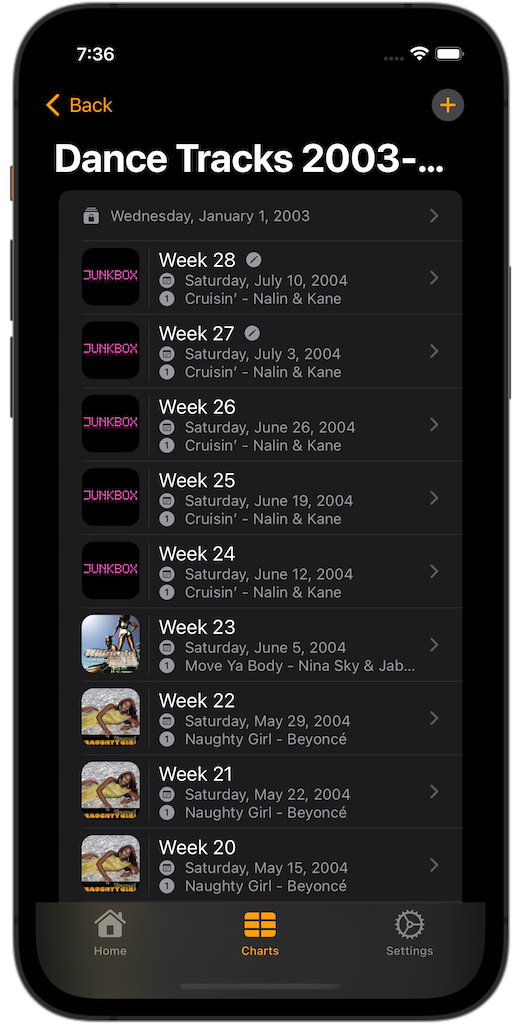 7:36
Back
Dance Tracks 2003-...
Wednesday, January 1, 2003
JUNKBOX
Week 28
Saturday, July 10, 2004
1 Cruisin’ - Nalin & Kane
JUNKBOX
Week 27
Saturday, July 3, 2004
1 Cruisin’ - Nalin & Kane
JUNKBOX
Week 26
Saturday, June 26, 2004
1 Cruisin’ - Nalin & Kane
JUNKBOX
Week 25
Saturday, June 19, 2004
1 Cruisin’ - Nalin & Kane
JUNKBOX
Week 24
Saturday, June 12, 2004
1 Cruisin’ - Nalin & Kane
Week 23
Saturday, June 5, 2004
1 Move Ya Body - Nina Sky & Jab...
Week 22
Saturday, May 29, 2004
1 Naughty Girl - Beyoncé
NAUGHTY GIRL
Week 21
Saturday, May 22, 2004
1 Naughty Girl - Beyoncé
NAUGHTY GIRL
Week 20
Saturday, May 15, 2004
1 Naughty Girl - Beyoncé
NAUGHTY GIRL
Home
Charts
Settings